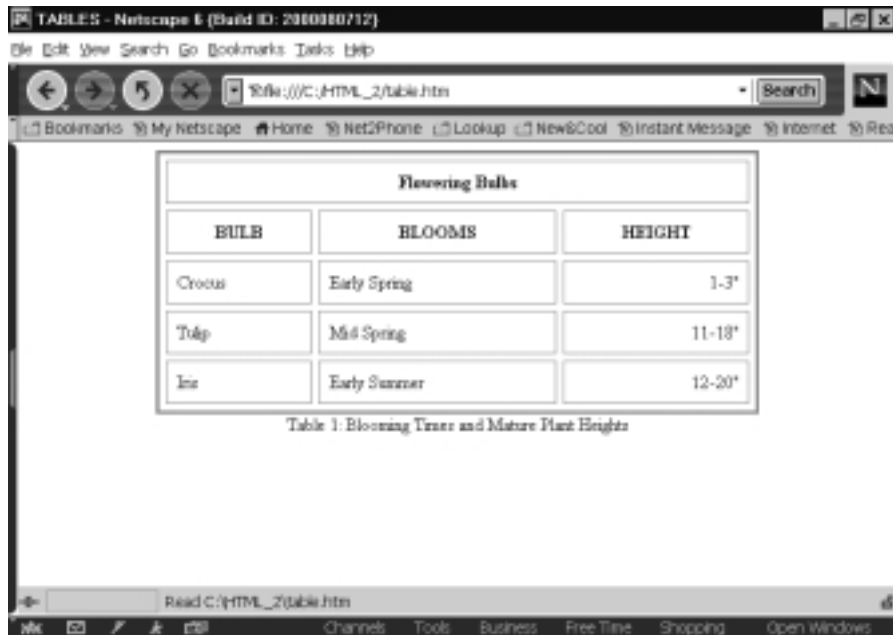 TABLES - Netscape 6 {Build ID: 2000080712}
File Edit View Search Go Bookmarks Tasks Help
file:///C:/HTML_2/table.htm Search N
Bookmarks My Netscape Home Net2Phone Lookup New&Cool Instant Message Internet Rea
Flowering Bulbs
BULB BLOOMS HEIGHT
Crocus Early Spring 1-3"
Tulip Mid Spring 11-18"
Iris Early Summer 12-20"
Table 1: Blooming Times and Mature Plant Heights
Read C:\HTML_2\table.htm
Channels Tools Business Free Time Shopping Open Windows